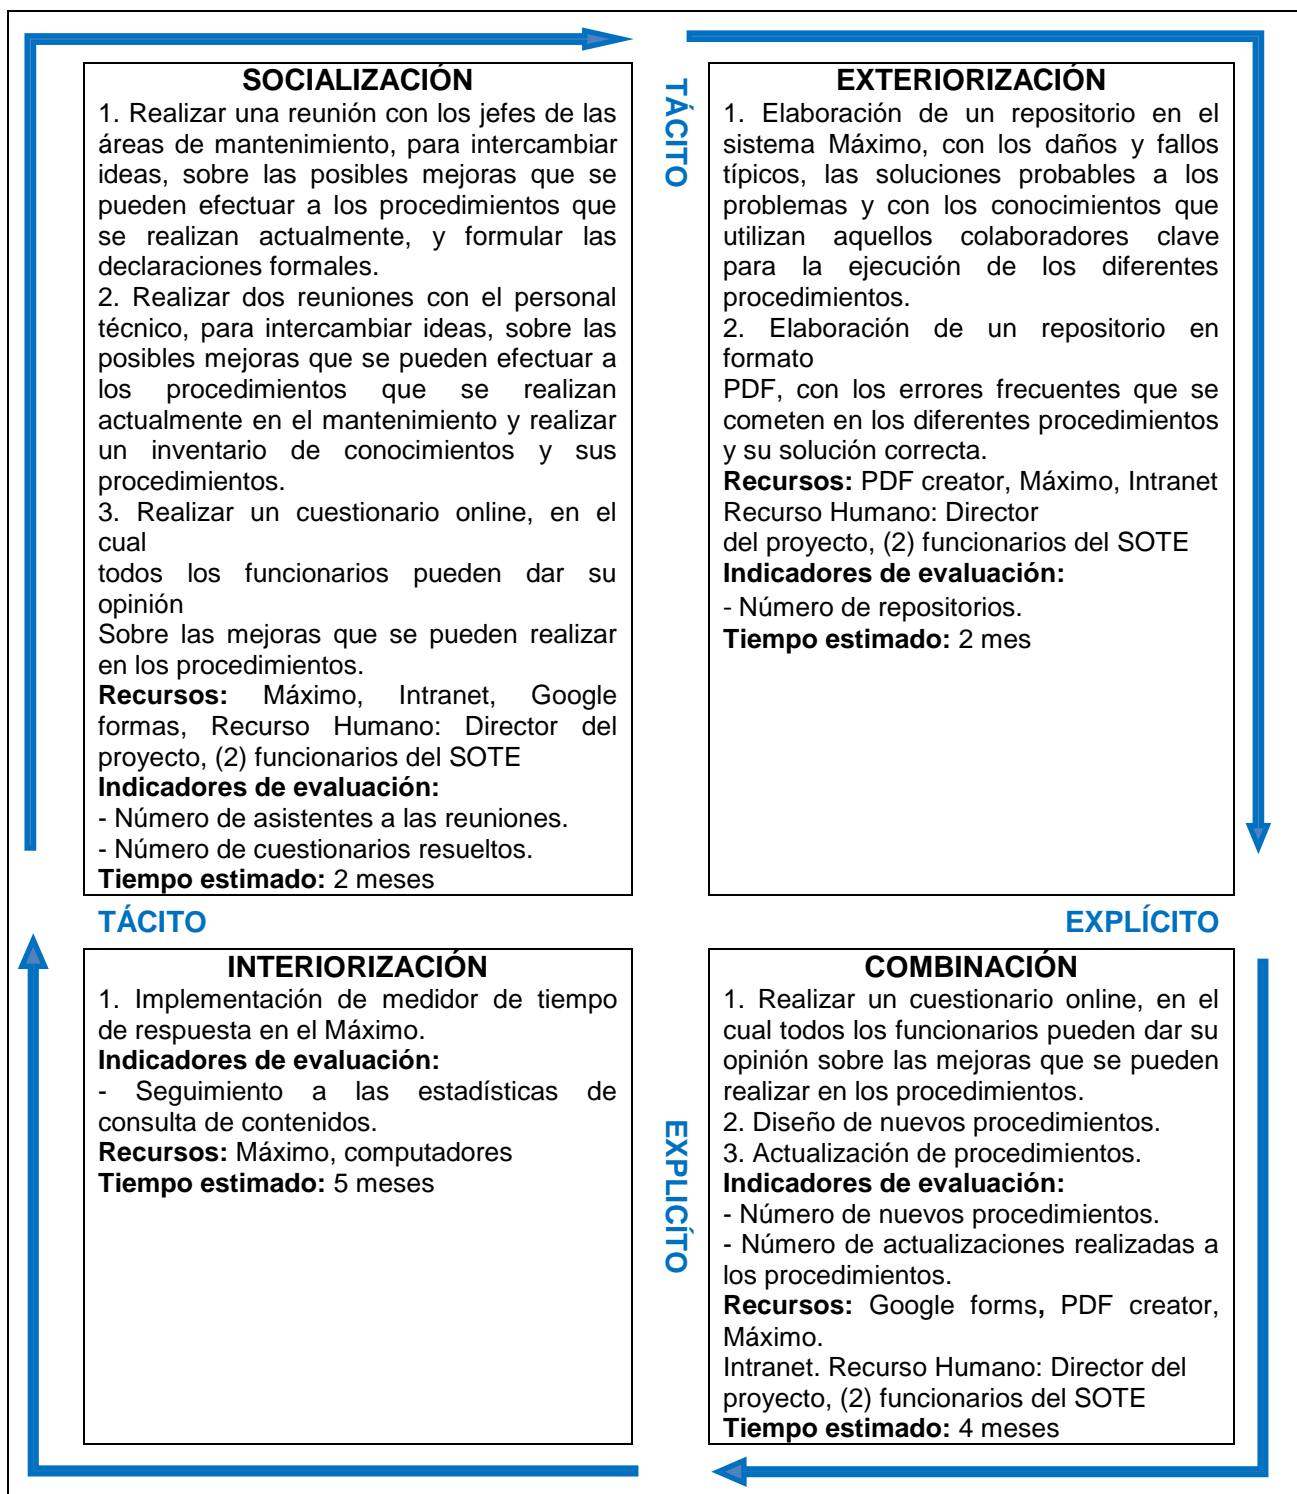 SOCIALIZACIÓN
1. Realizar una reunión con los jefes de las
áreas de mantenimiento, para intercambiar
ideas, sobre las posibles mejoras que se
pueden efectuar a los procedimientos que
se realizan actualmente, y formular las
declaraciones formales.
2. Realizar dos reuniones con el personal
técnico, para intercambiar ideas, sobre las
posibles mejoras que se pueden efectuar a
los procedimientos que se realizan
actualmente en el mantenimiento y realizar
un inventario de conocimientos y sus
procedimientos.
3. Realizar un cuestionario online, en el
cual
todos los funcionarios pueden dar su
opinión
Sobre las mejoras que se pueden realizar
en los procedimientos.
Recursos: Máximo, Intranet, Google
formas, Recurso Humano: Director del
proyecto, (2) funcionarios del SOTE
Indicadores de evaluación:
- Número de asistentes a las reuniones.
- Número de cuestionarios resueltos.
Tiempo estimado: 2 meses
TÁCITO
EXTERIORIZACIÓN
1. Elaboración de un repositorio en el
sistema Máximo, con los daños y fallos
típicos, las soluciones probables a los
problemas y con los conocimientos que
utilizan aquellos colaboradores clave
para la ejecución de los diferentes
procedimientos.
2. Elaboración de un repositorio en
formato
PDF, con los errores frecuentes que se
cometen en los diferentes procedimientos
y su solución correcta.
Recursos: PDF creator, Máximo, Intranet
Recurso Humano: Director
del proyecto, (2) funcionarios del SOTE
Indicadores de evaluación:
- Número de repositorios.
Tiempo estimado: 2 mes
TÁCITO
EXPLÍCITO
INTERIORIZACIÓN
1. Implementación de medidor de tiempo
de respuesta en el Máximo.
Indicadores de evaluación:
- Seguimiento a las estadísticas de
consulta de contenidos.
Recursos: Máximo, computadores
Tiempo estimado: 5 meses
EXPLICÍTO
COMBINACIÓN
1. Realizar un cuestionario online, en el
cual todos los funcionarios pueden dar su
opinión sobre las mejoras que se pueden
realizar en los procedimientos.
2. Diseño de nuevos procedimientos.
3. Actualización de procedimientos.
Indicadores de evaluación:
- Número de nuevos procedimientos.
- Número de actualizaciones realizadas a
los procedimientos.
Recursos: Google forms, PDF creator,
Máximo.
Intranet. Recurso Humano: Director del
proyecto, (2) funcionarios del SOTE
Tiempo estimado: 4 meses